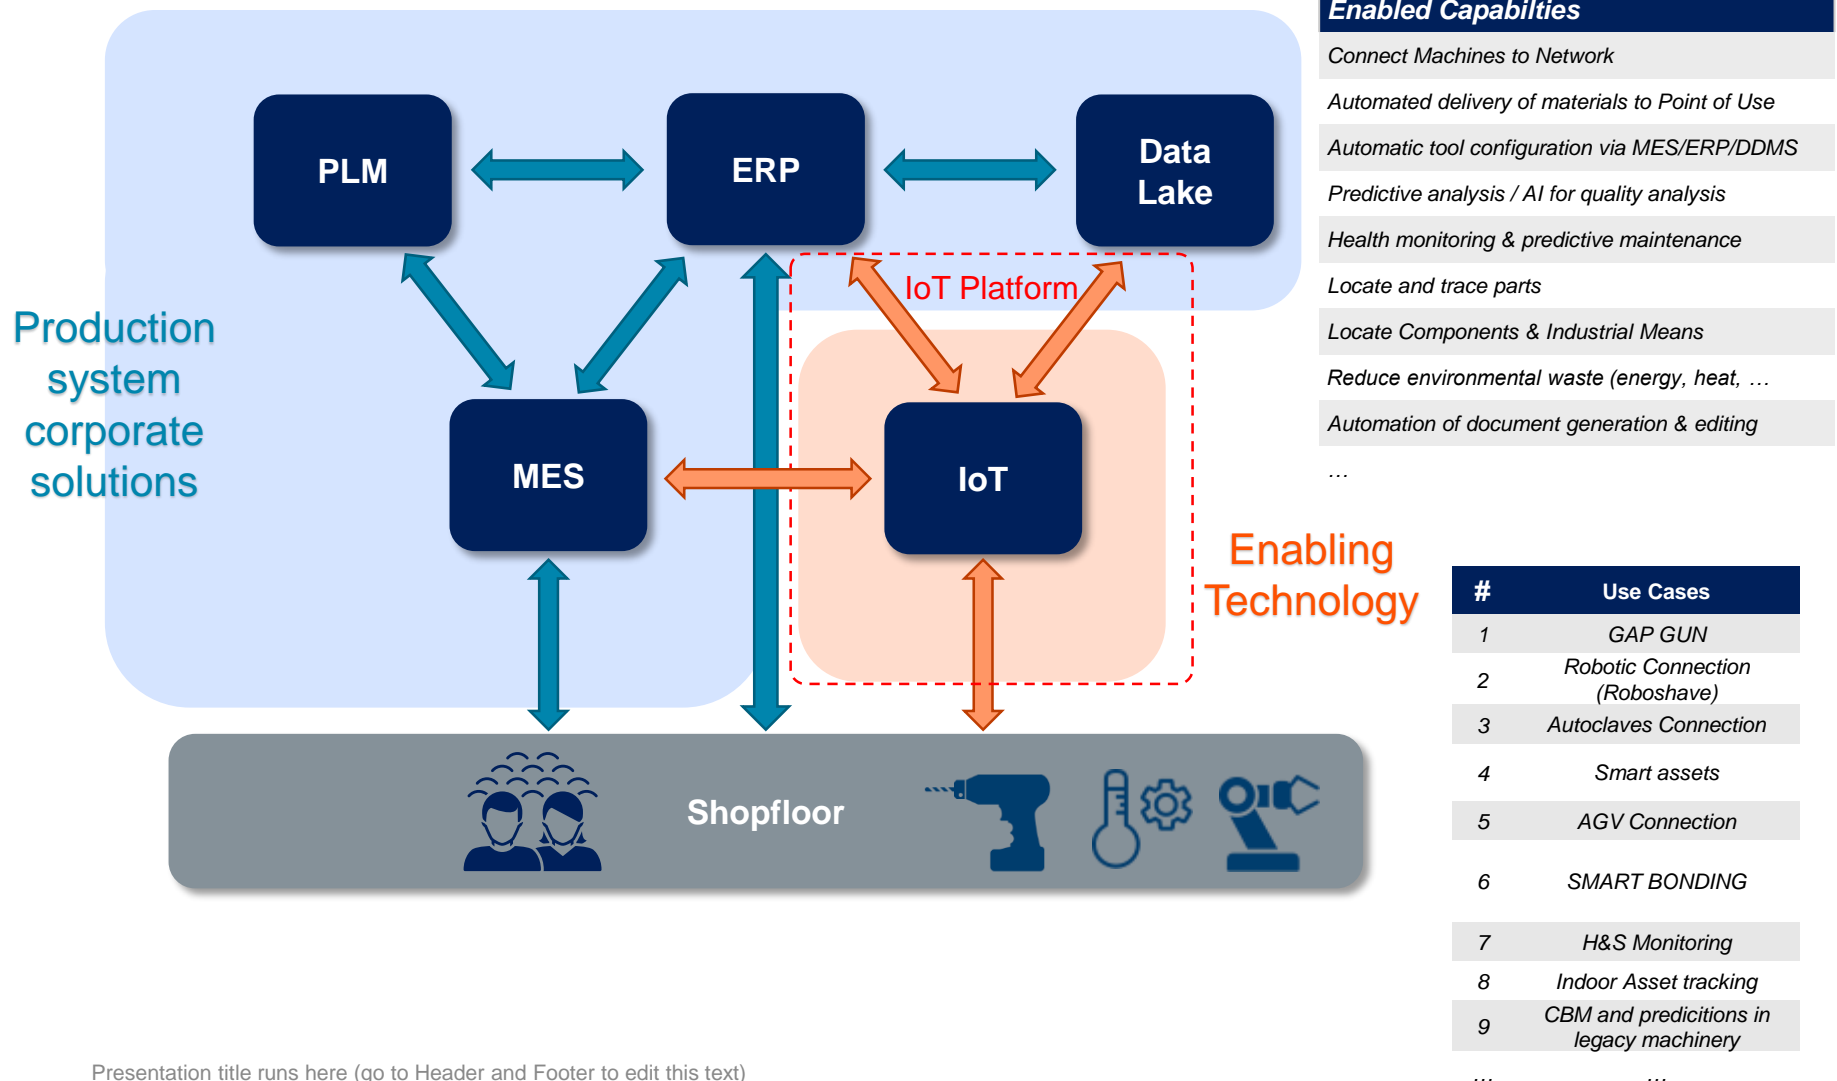 Enabled Capabilties
Connect Machines to Network
Automated delivery of materials to Point of Use
Automatic tool configuration via MES/ERP/DDMS
Predictive analysis / AI for quality analysis
Health monitoring & predictive maintenance
Locate and trace parts
Locate Components & Industrial Means
Reduce environmental waste (energy, heat, …
Automation of document generation & editing
…
PLM
ERP
Data
Lake
IoT Platform
Production
system
corporate
solutions
MES
IoT
Enabling
Technology
Shopfloor
# Use Cases
1 GAP GUN
2 Robotic Connection
(Roboshave)
3 Autoclaves Connection
4 Smart assets
5 AGV Connection
6 SMART BONDING
7 H&S Monitoring
8 Indoor Asset tracking
9 CBM and predicitions in
legacy machinery
… …
Presentation title runs here (go to Header and Footer to edit this text)